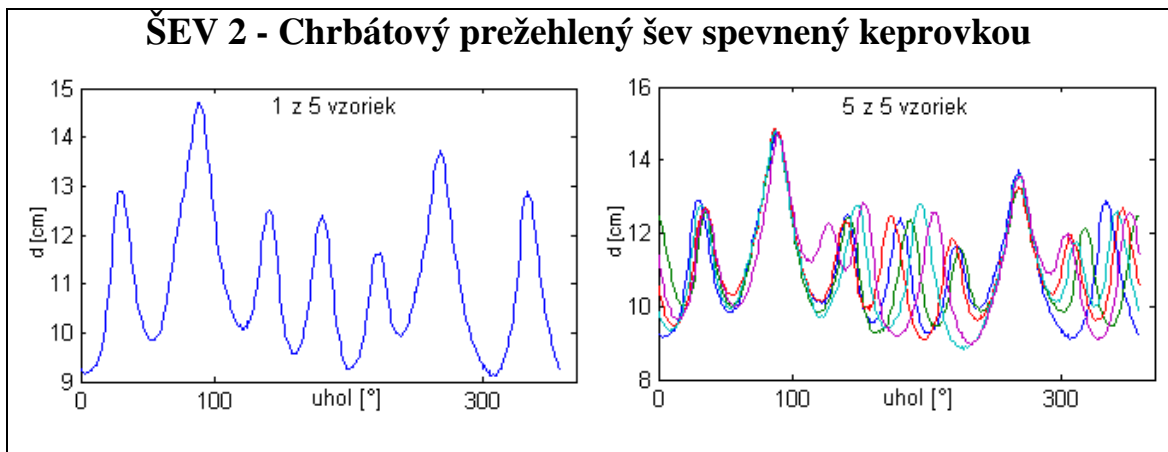 ŠEV 2 - Chrbátový prežehlený šev spevnený keprovkou
1 z 5 vzoriek
d [cm]
15
14
13
12
11
10
9
0
100
uhol [°]
300
5 z 5 vzoriek
d [cm]
16
14
12
10
8
0
100
uhol [°]
300